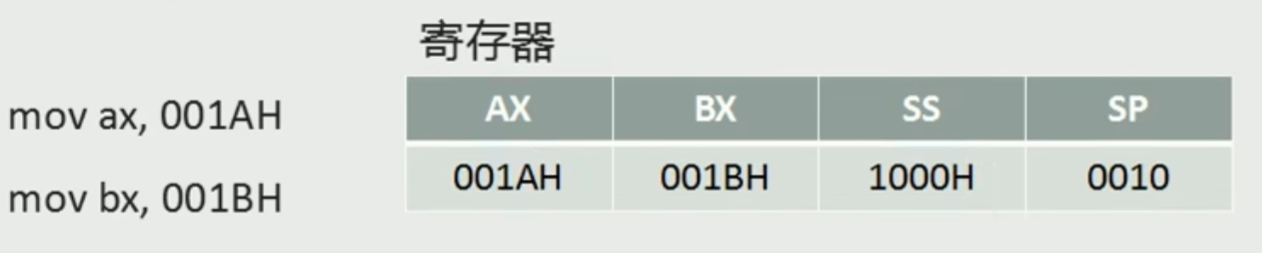 寄存器
mov ax, 001AH
AX BX SS SP
001AH 001BH 1000H 0010
mov bx, 001BH